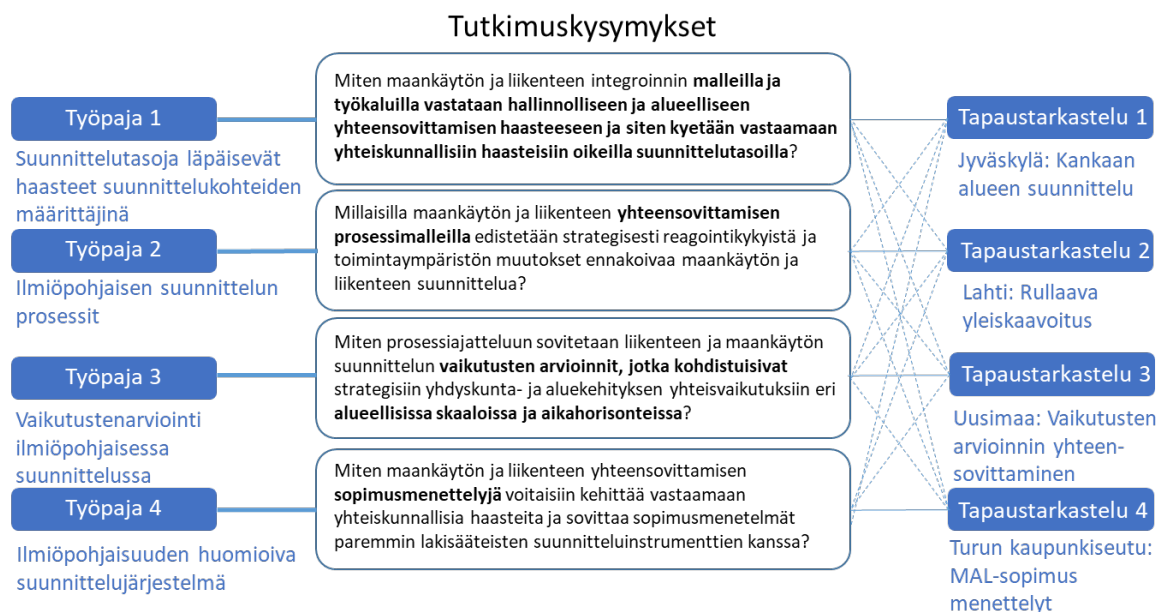 Tutkimuskysymykset
Työpaja 1
Suunnittelutasoja läpäisevät
haasteet suunnittelukohteiden
määrittäjinä
Työpaja 2
Ilmiöpohjaisen suunnittelun
prosessit
Työpaja 3
Vaikutustenarviointi
ilmiöpohjaisessa
suunnittelussa
Työpaja 4
Ilmiöpohjaisuuden huomioiva
suunnittelujärjestelmä
Miten maankäytön ja liikenteen integroinnin malleilla ja
työkaluilla vastataan hallinnolliseen ja alueelliseen
yhteensovittamisen haasteeseen ja siten kyetään vastaamaan
yhteiskunnallisiin haasteisiin oikeilla suunnittelutasoilla?
Millaisilla maankäytön ja liikenteen yhteensovittamisen
prosessimalleilla edistetään strategisesti reagointikykyistä ja
toimintaympäristön muutokset ennakoivaa maankäytön ja
liikenteen suunnittelua?
Miten prosessiajatteluun sovitetaan liikenteen ja maankäytön
suunnittelun vaikutusten arvioinnit, jotka kohdistuisivat
strategisiin yhdyskunta- ja aluekehityksen yhteisvaikutuksiin eri
alueellisissa skaaloissa ja aikahorisonteissa?
Miten maankäytön ja liikenteen yhteensovittamisen
sopimusmenettelyjä voitaisiin kehittää vastaamaan
yhteiskunnallisia haasteita ja sovittaa sopimusmenetelmät
paremmin lakisääteisten suunnitteluinstrumenttien kanssa?
Tapaustarkastelu 1
Jyväskylä: Kankaan
alueen suunnittelu
Tapaustarkastelu 2
Lahti: Rullaava
yleiskaavoitus
Tapaustarkastelu 3
Uusimaa: Vaikutusten
arvioinnin yhteen-
sovittaminen
Tapaustarkastelu 4
Turun kaupunkiseutu:
MAL-sopimus
menettelyt